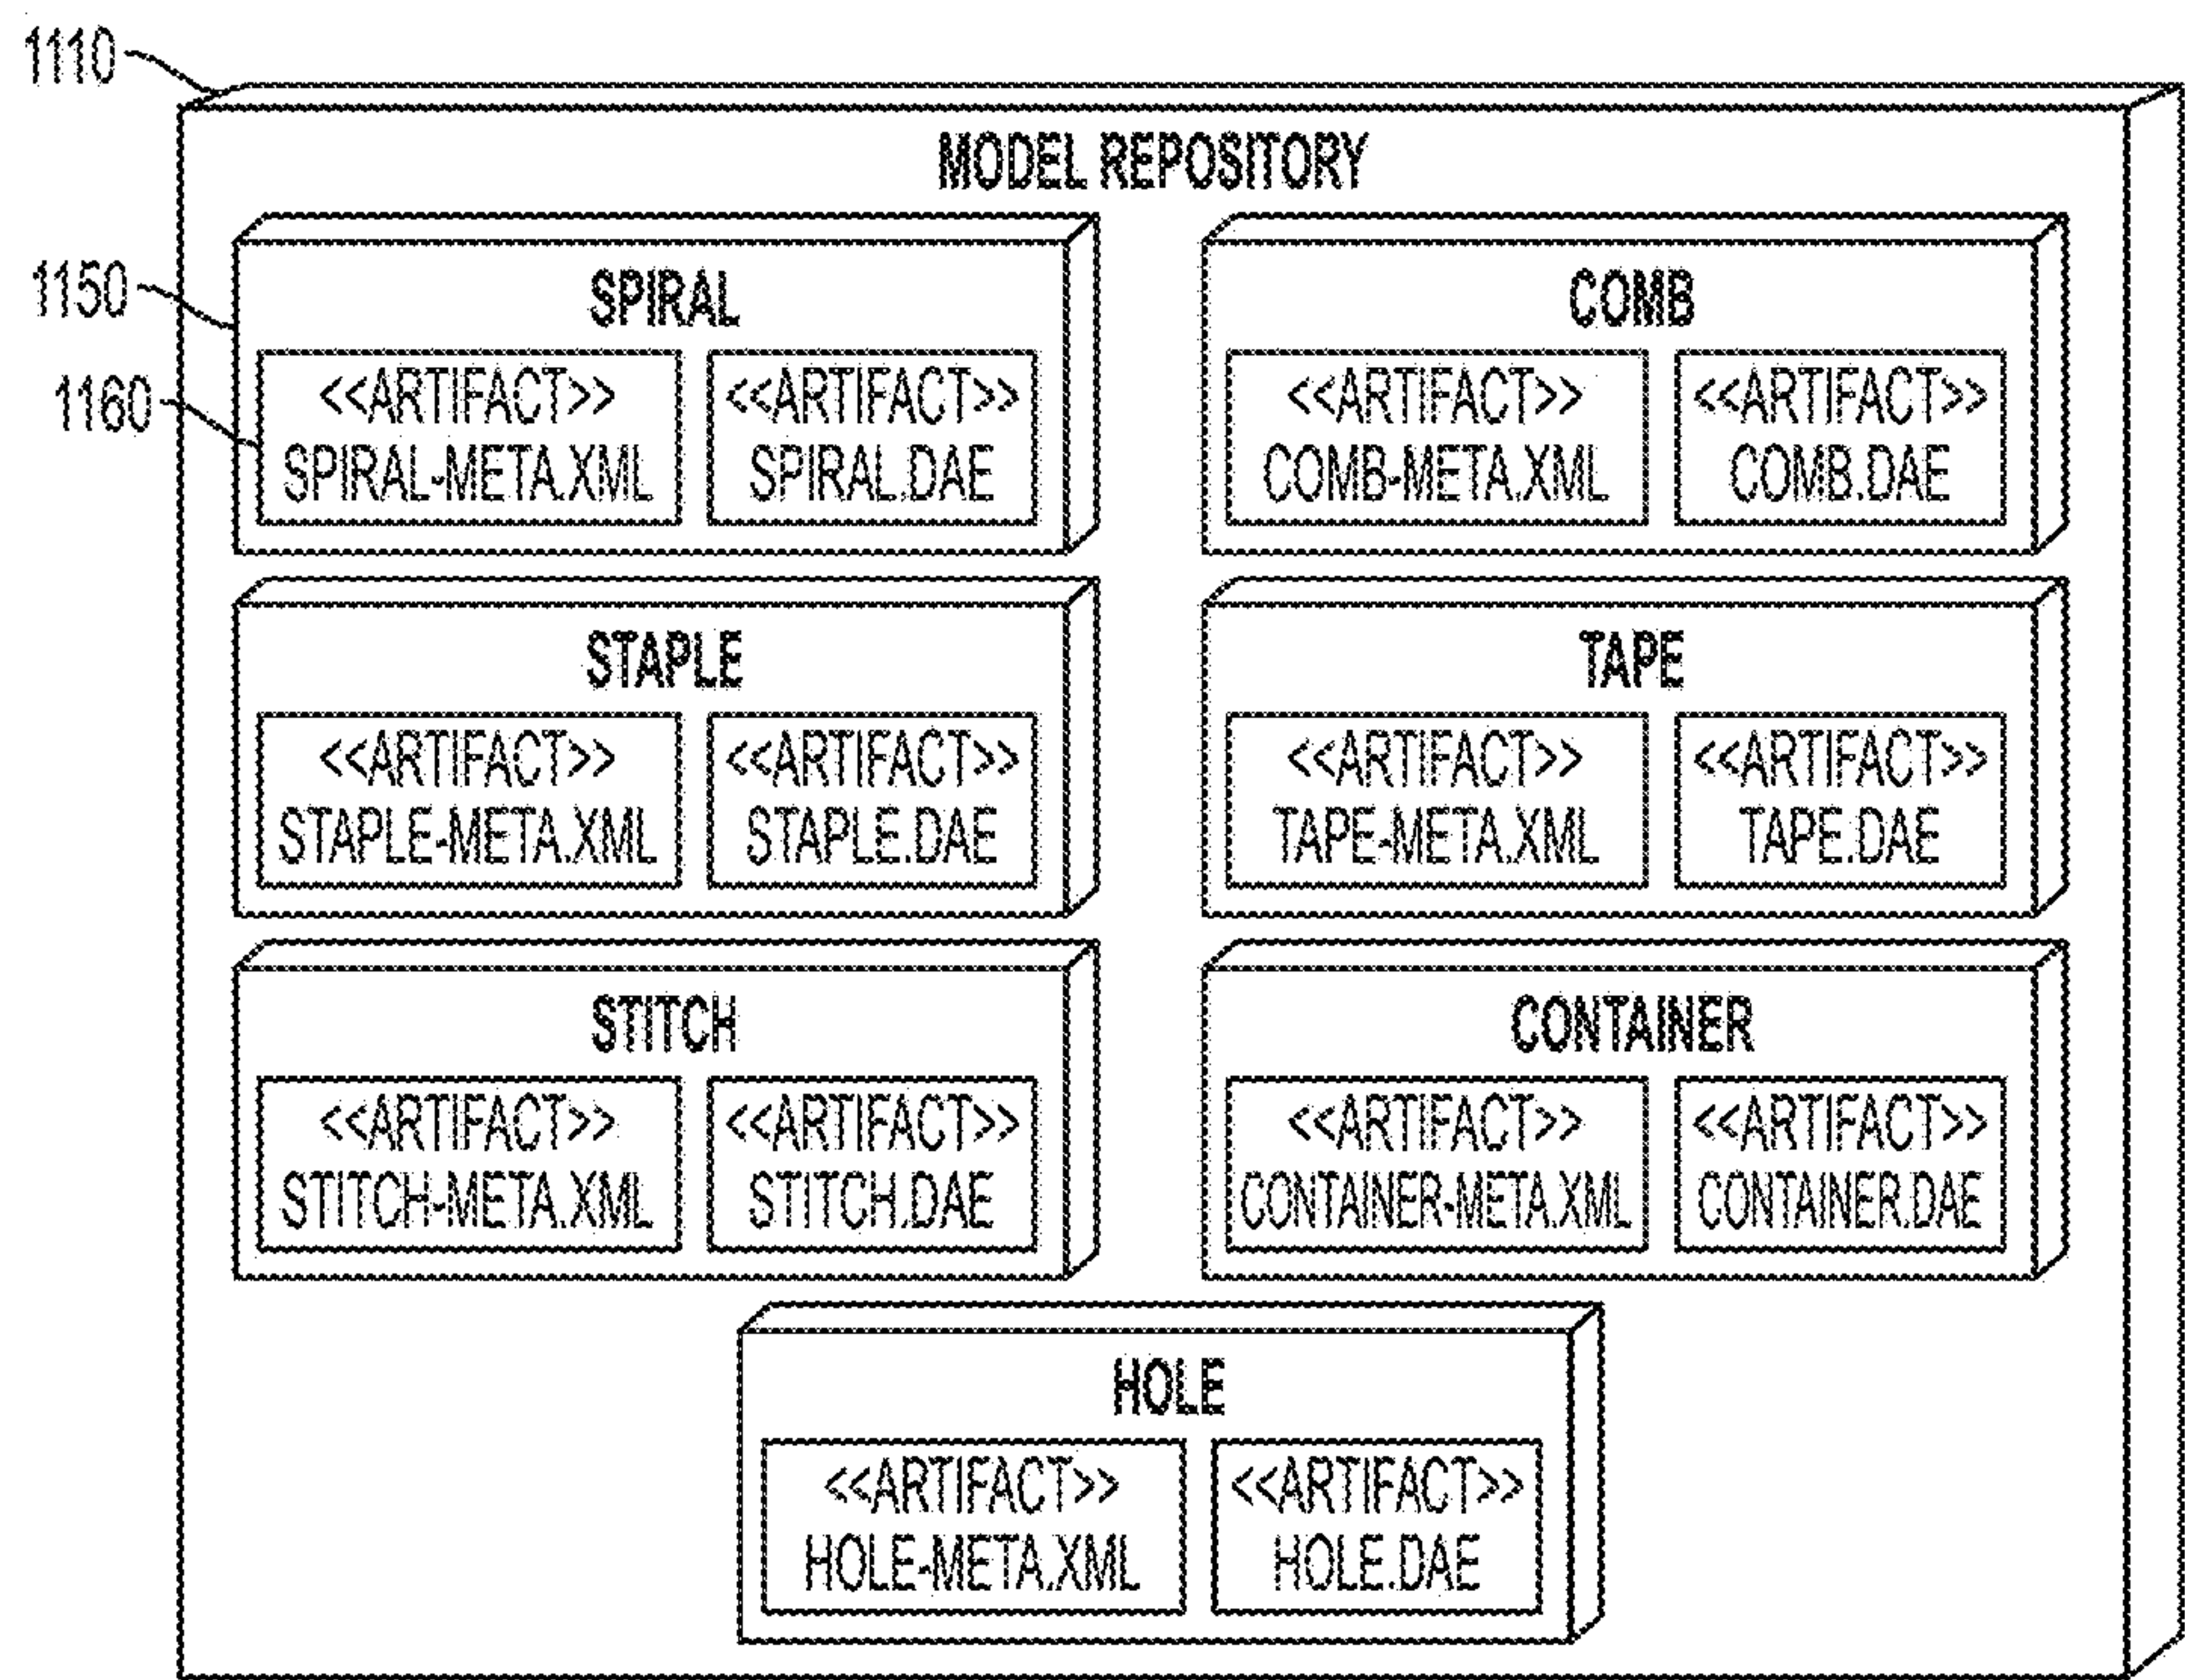 1110
MODEL REPOSITORY
1150
SPIRAL
1160
<<ARTIFACT>>
SPIRAL-META.XML
<<ARTIFACT>>
SPIRAL.DAE
COMB
<<ARTIFACT>>
COMB-META.XML
<<ARTIFACT>>
COMB.DAE
STAPLE
<<ARTIFACT>>
STAPLE-META.XML
<<ARTIFACT>>
STAPLE.DAE
TAPE
<<ARTIFACT>>
TAPE-META.XML
<<ARTIFACT>>
TAPE.DAE
STITCH
<<ARTIFACT>>
STITCH-META.XML
<<ARTIFACT>>
STITCH.DAE
CONTAINER
<<ARTIFACT>>
CONTAINER-META.XML
<<ARTIFACT>>
CONTAINER.DAE
HOLE
<<ARTIFACT>>
HOLE-META.XML
<<ARTIFACT>>
HOLE.DAE